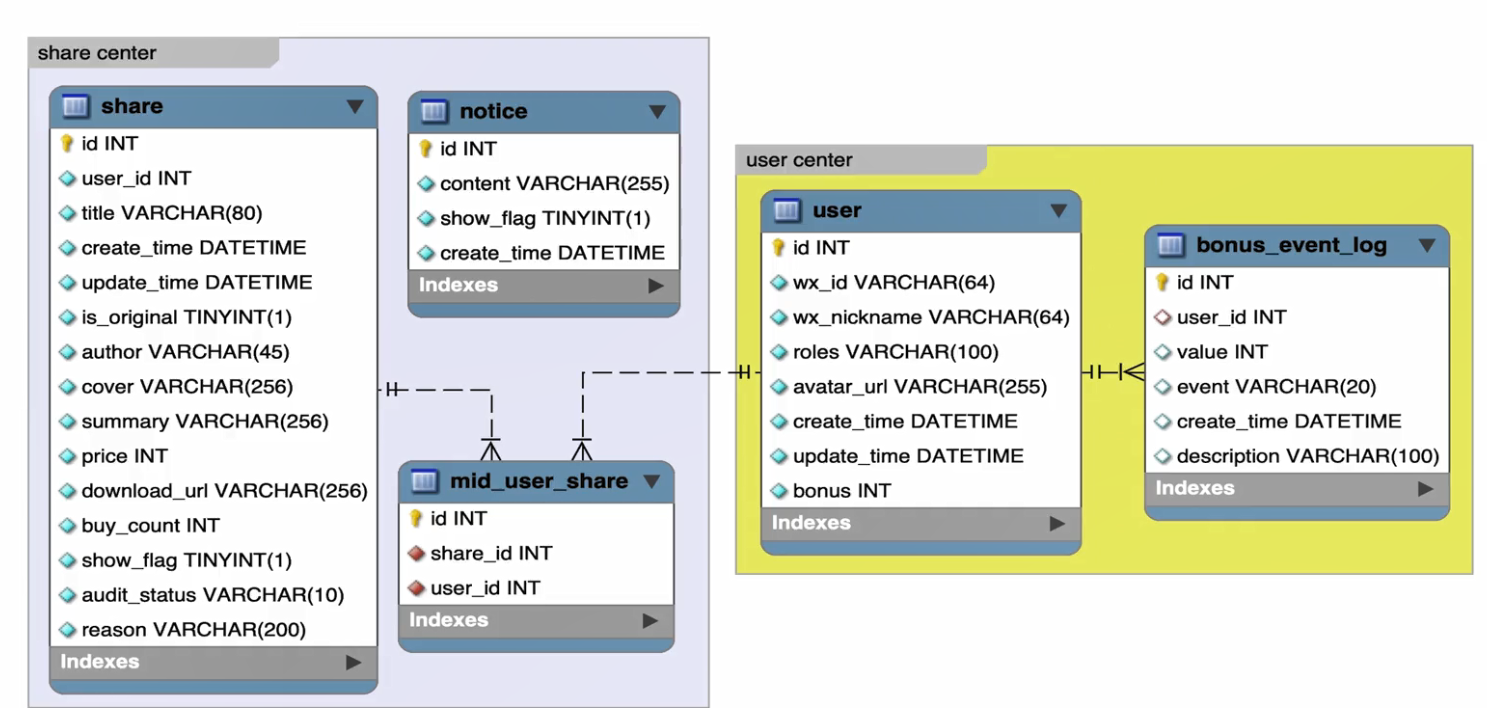 share center
share
id INT
user_id INT
title VARCHAR(80)
create_time DATETIME
update_time DATETIME
is_original TINYINT(1)
author VARCHAR(45)
cover VARCHAR(256)
summary VARCHAR(256)
price INT
download_url VARCHAR(256)
buy_count INT
show_flag TINYINT(1)
audit_status VARCHAR(10)
reason VARCHAR(200)
Indexes
notice
id INT
content VARCHAR(255)
show_flag TINYINT(1)
create_time DATETIME
Indexes
mid_user_share
id INT
share_id INT
user_id INT
Indexes
user center
user
id INT
wx_id VARCHAR(64)
wx_nickname VARCHAR(64)
roles VARCHAR(100)
avatar_url VARCHAR(255)
create_time DATETIME
update_time DATETIME
bonus INT
Indexes
bonus_event_log
id INT
user_id INT
value INT
event VARCHAR(20)
create_time DATETIME
description VARCHAR(100)
Indexes